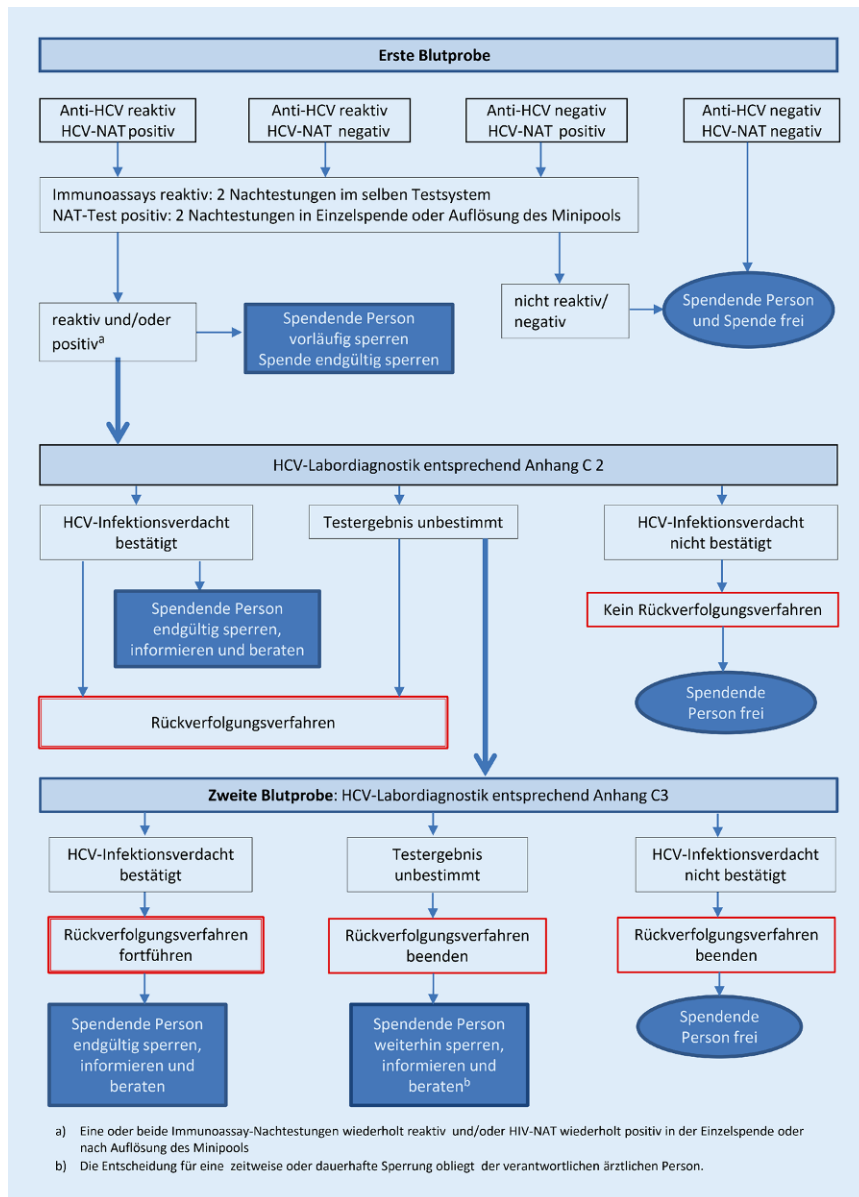 Erste Blutprobe
Anti-HCV reaktiv
HCV-NAT positiv
Anti-HCV reaktiv
HCV-NAT negativ
Anti-HCV negativ
HCV-NAT positiv
Anti-HCV negativ
HCV-NAT negativ
Immunoassays reaktiv: 2 Nachtestungen im selben Testsystem
NAT-Test positiv: 2 Nachtestungen in Einzelspende oder Auflösung des Minipools
reaktiv und/oder
positivᵃ
Spendende Person
vorläufig sperren
Spende endgültig sperren
nicht reaktiv/
negativ
Spendende Person
und Spende frei
HCV-Labordiagnostik entsprechend Anhang C 2
HCV-Infektionsverdacht
bestätigt
Testergebnis unbestimmt
HCV-Infektionsverdacht
nicht bestätigt
Spendende Person
endgültig sperren,
informieren und beraten
Kein Rückverfolgungsverfahren
Rückverfolgungsverfahren
Spendende
Person frei
Zweite Blutprobe: HCV-Labordiagnostik entsprechend Anhang C3
HCV-Infektionsverdacht
bestätigt
Testergebnis
unbestimmt
HCV-Infektionsverdacht
nicht bestätigt
Rückverfolgungsverfahren
fortführen
Rückverfolgungsverfahren
beenden
Rückverfolgungsverfahren
beenden
Spendende Person
endgültig sperren,
informieren und
beraten
Spendende Person
weiterhin sperren,
informieren und
beratenᵇ
Spendende
Person frei
a) Eine oder beide Immunoassay-Nachtestungen wiederholt reaktiv und/oder HIV-NAT wiederholt positiv in der Einzelspende oder
nach Auflösung des Minipools
b) Die Entscheidung für eine zeitweise oder dauerhafte Sperrung obliegt der verantwortlichen ärztlichen Person.